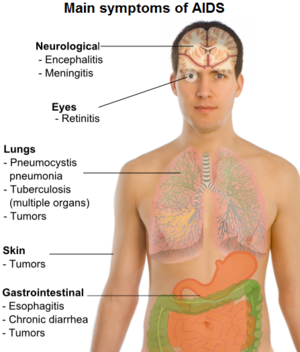 Main symptoms of AIDS
Neurological
- Encephalitis
- Meningitis
Eyes
- Retinitis
Lungs
- Pneumocystis
pneumonia
- Tuberculosis
(multiple organs)
- Tumors
Skin
- Tumors
Gastrointestinal
- Esophagitis
- Chronic diarrhea
- Tumors